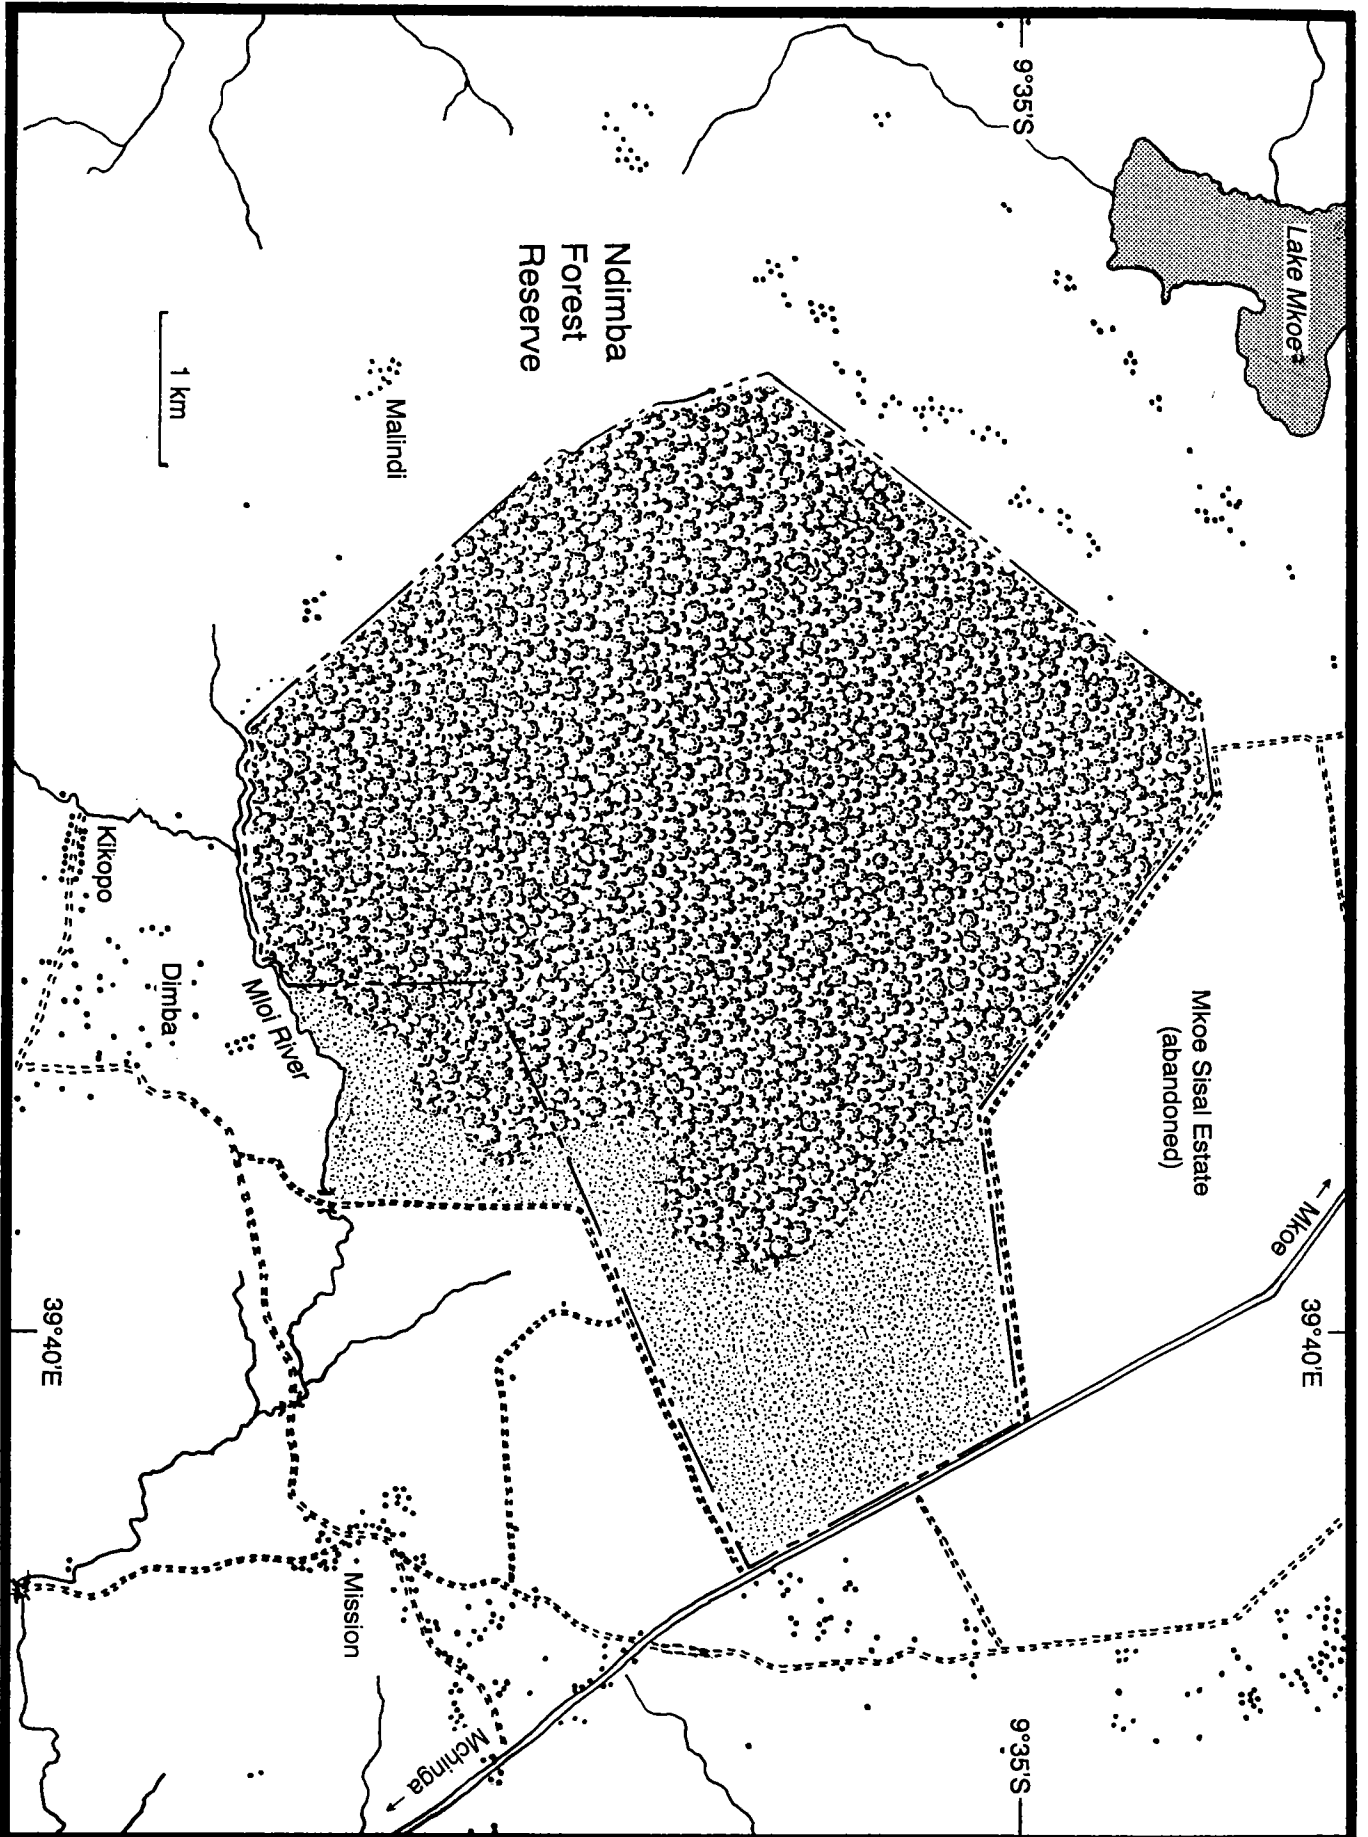 Lake Mkoe
9°35'S
Ndimba
Forest
Reserve
Malindi
1 km
Mkoe Sisal Estate
(abandoned)
← Mkoe
39°40'E
Kikopo
Dimba
Mloi River
39°40'E
Mission
Mchinga →
9°35'S